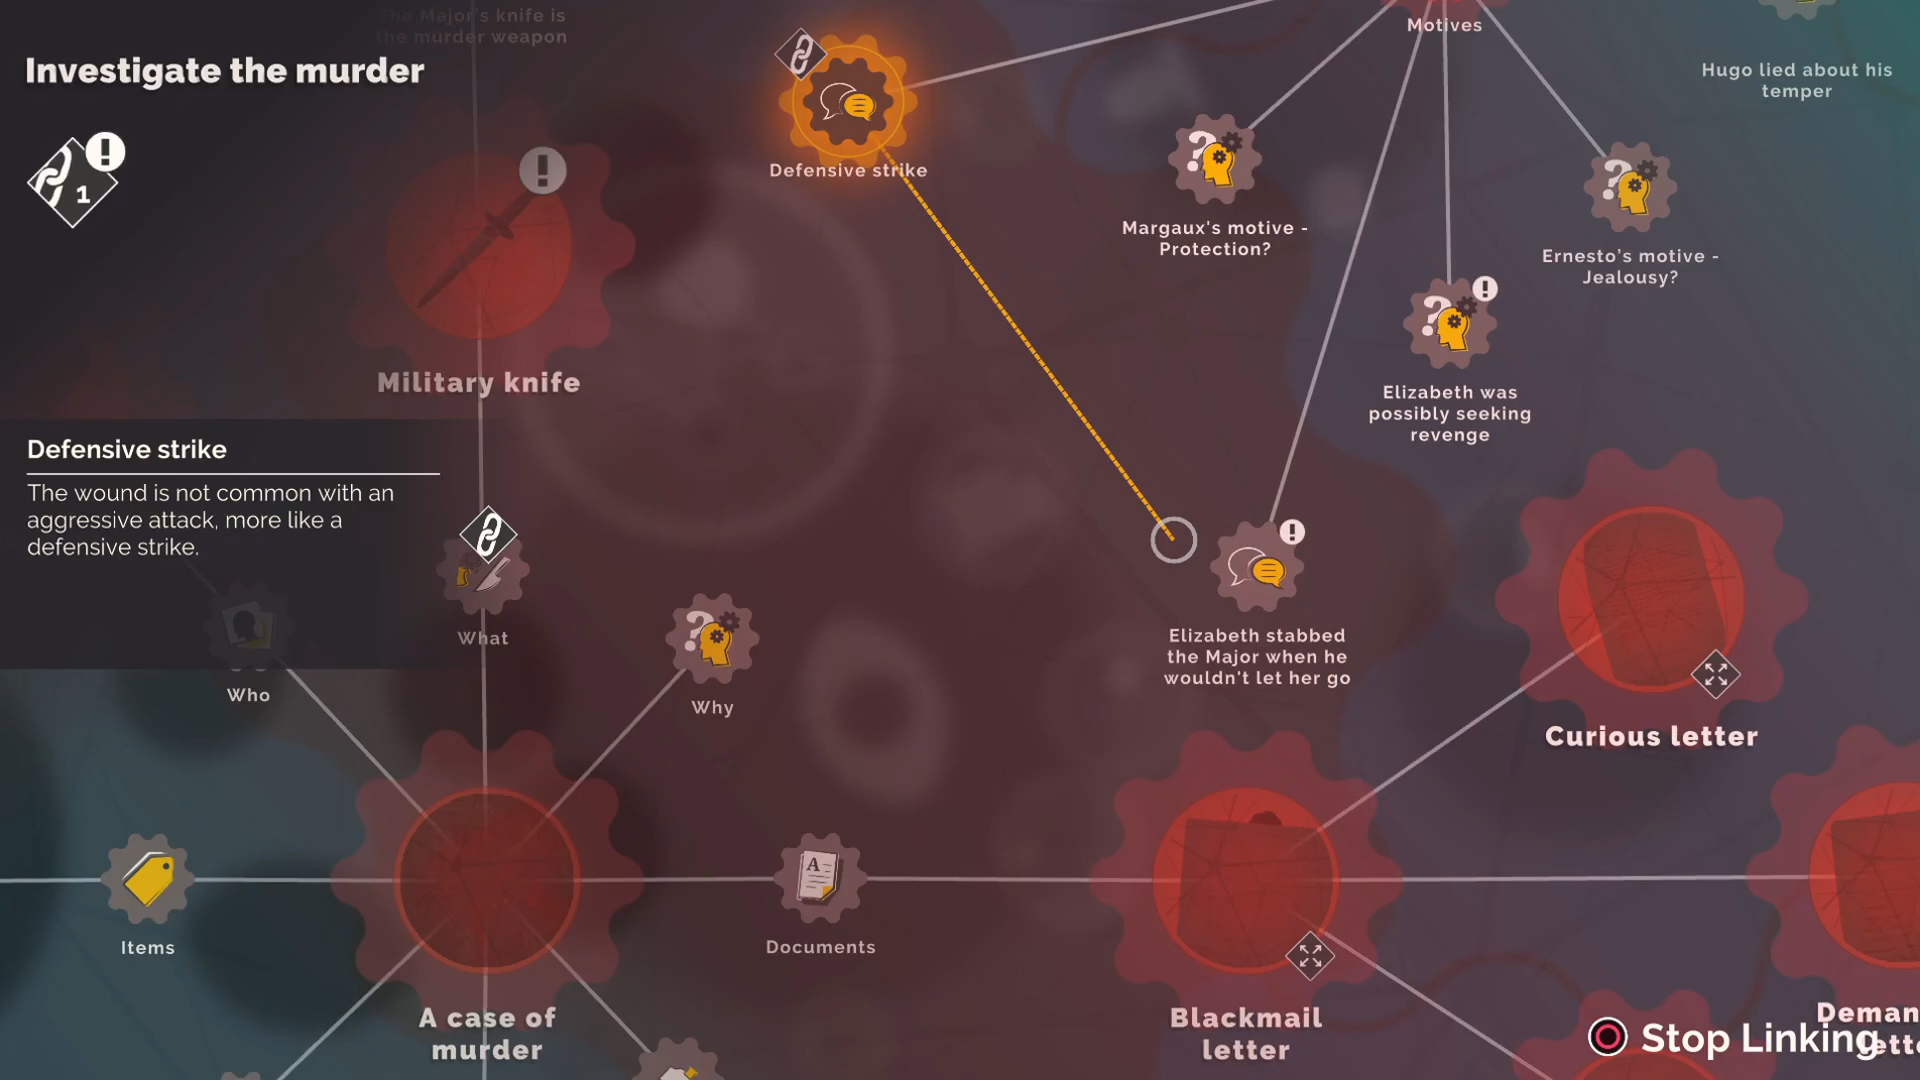 The Major's knife is
the murder weapon
Investigate the murder
!
1
!
Military knife
Defensive strike
Motives
Hugo lied about his
temper
Margaux's motive -
Protection?
Ernesto's motive -
Jealousy?
!
Elizabeth was
possibly seeking
revenge
Defensive strike
The wound is not common with an
aggressive attack, more like a
defensive strike.
What
Who
Why
!
Elizabeth stabbed
the Major when he
wouldn't let her go
Curious letter
Items
A
Documents
A case of
murder
Blackmail
letter
Stop Linking